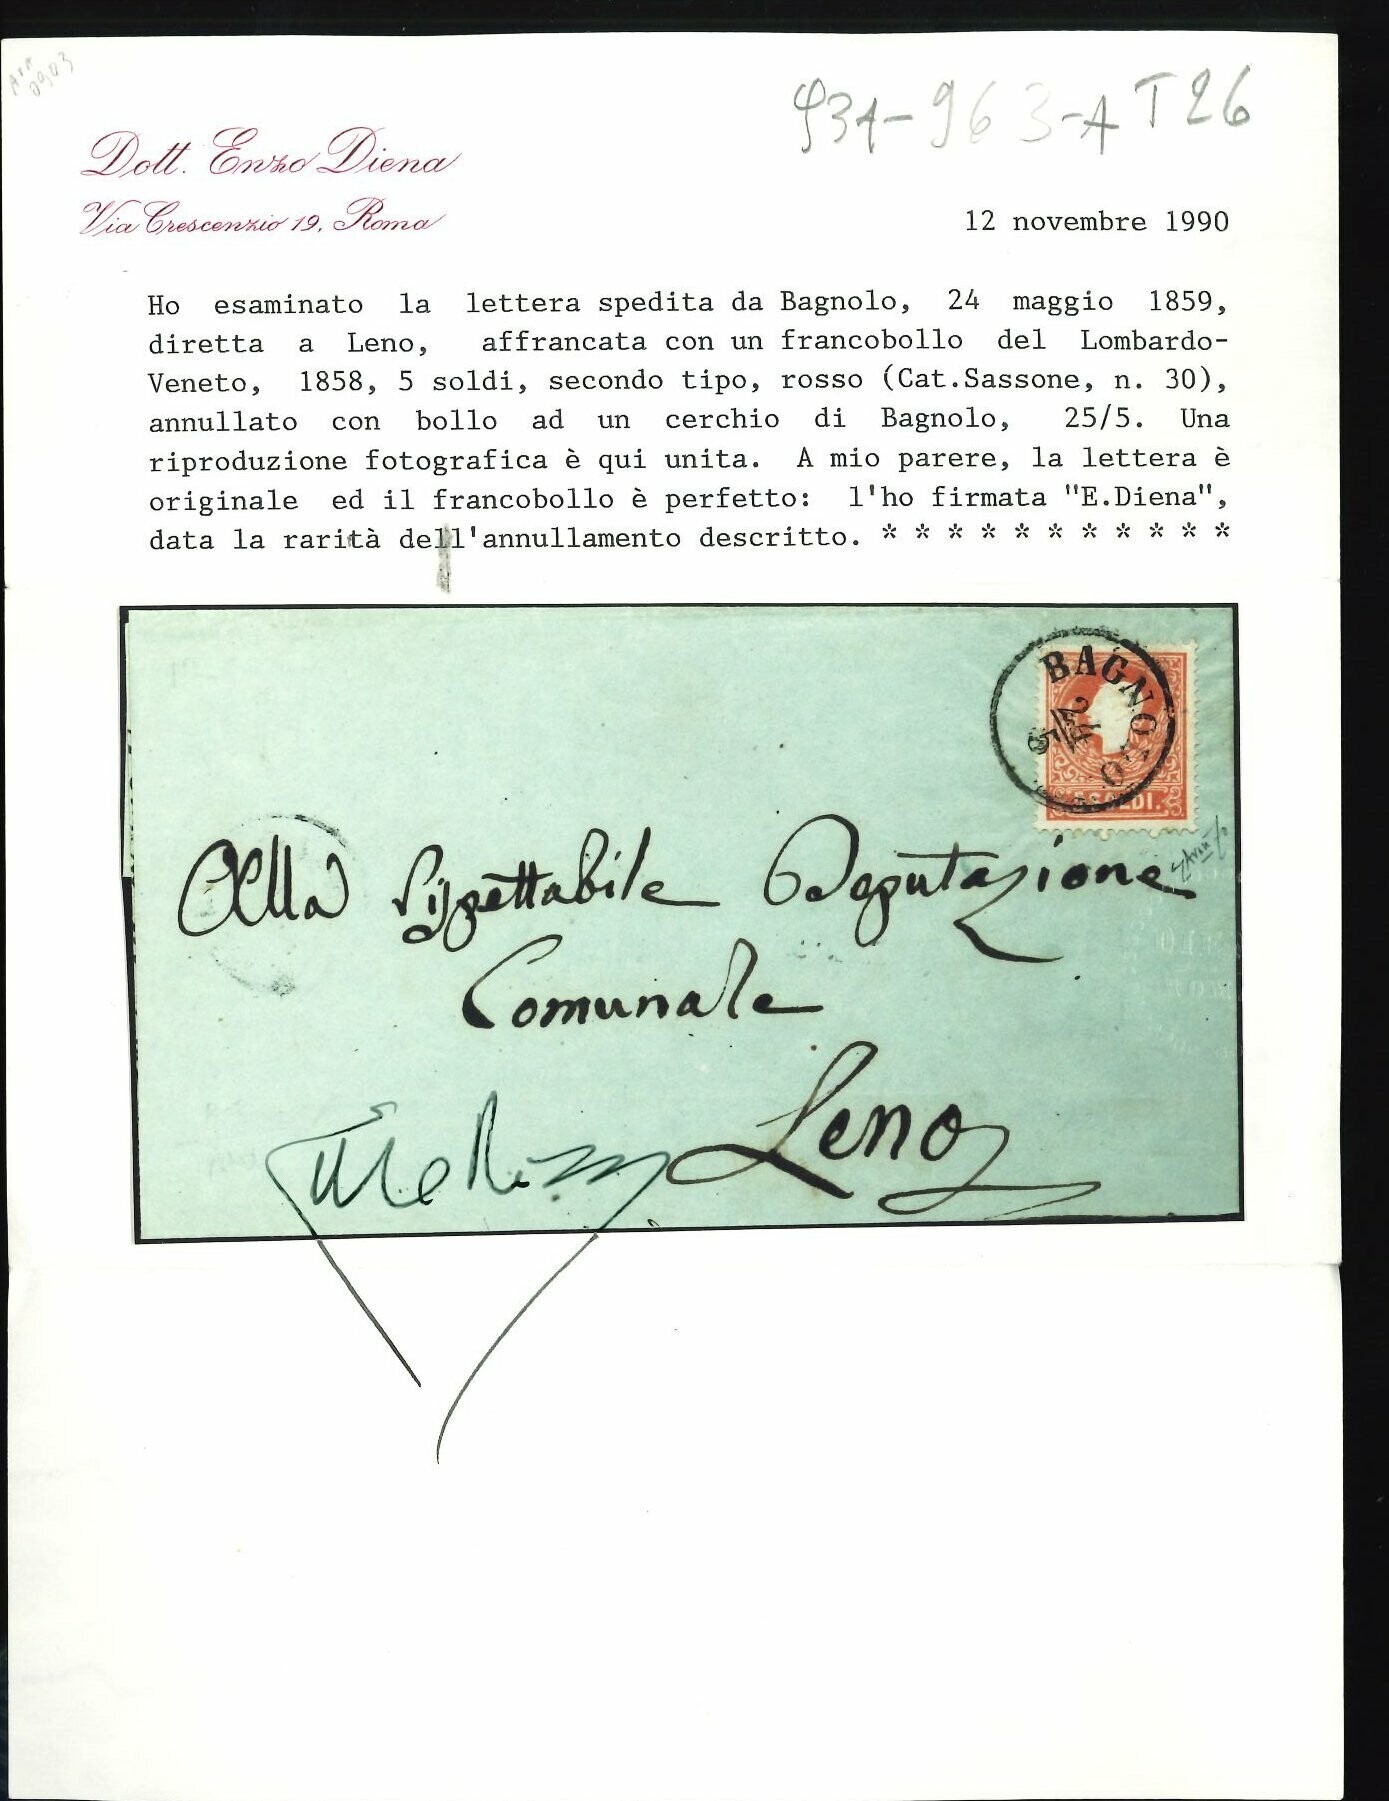 931-963-A T26
Dott. Enzo Diena
Via Crescenzio 19, Roma
12 novembre 1990
Ho esaminato la lettera spedita da Bagnolo, 24 maggio 1859,
diretta a Leno, affrancata con un francobollo del Lombardo-
Veneto, 1858, 5 soldi, secondo tipo, rosso (Cat.Sassone, n. 30),
annullato con bollo ad un cerchio di Bagnolo, 25/5. Una
riproduzione fotografica è qui unita. A mio parere, la lettera è
originale ed il francobollo è perfetto: l'ho firmata "E.Diena",
data la rarità dell'annullamento descritto. * * * * * * * * * * *
BAGNOLO
5 SOLDI.
Alla Rispettabile Deputazione
Comunale
Leno